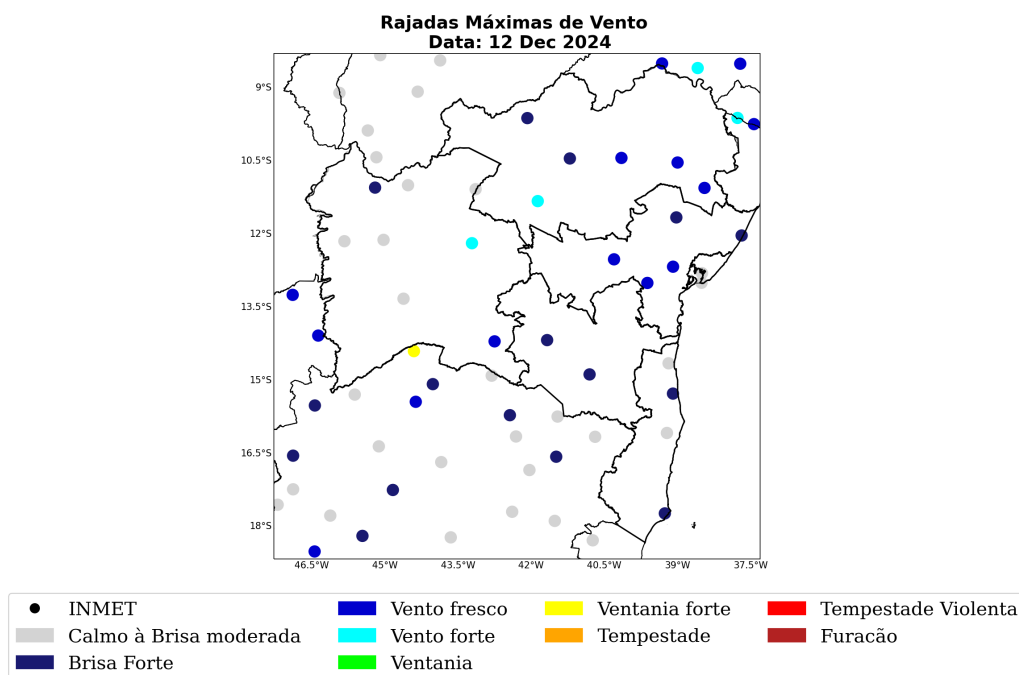 Rajadas Máximas de Vento
Data: 12 Dec 2024
9°S
10.5°S
12°S
13.5°S
15°S
16.5°S
18°S
46.5°W 45°W 43.5°W 42°W 40.5°W 39°W 37.5°W
INMET
Calmo à Brisa moderada
Brisa Forte
Vento fresco
Vento forte
Ventania
Ventania forte
Tempestade
Tempestade Violenta
Furacão